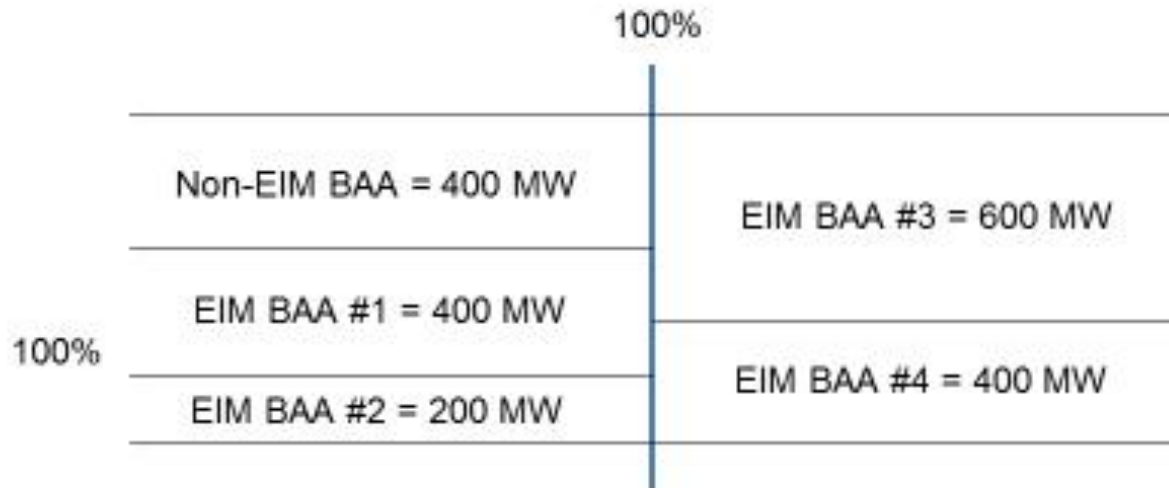 100%
Non-EIM BAA = 400 MW
EIM BAA #3 = 600 MW
EIM BAA #1 = 400 MW
100%
EIM BAA #4 = 400 MW
EIM BAA #2 = 200 MW